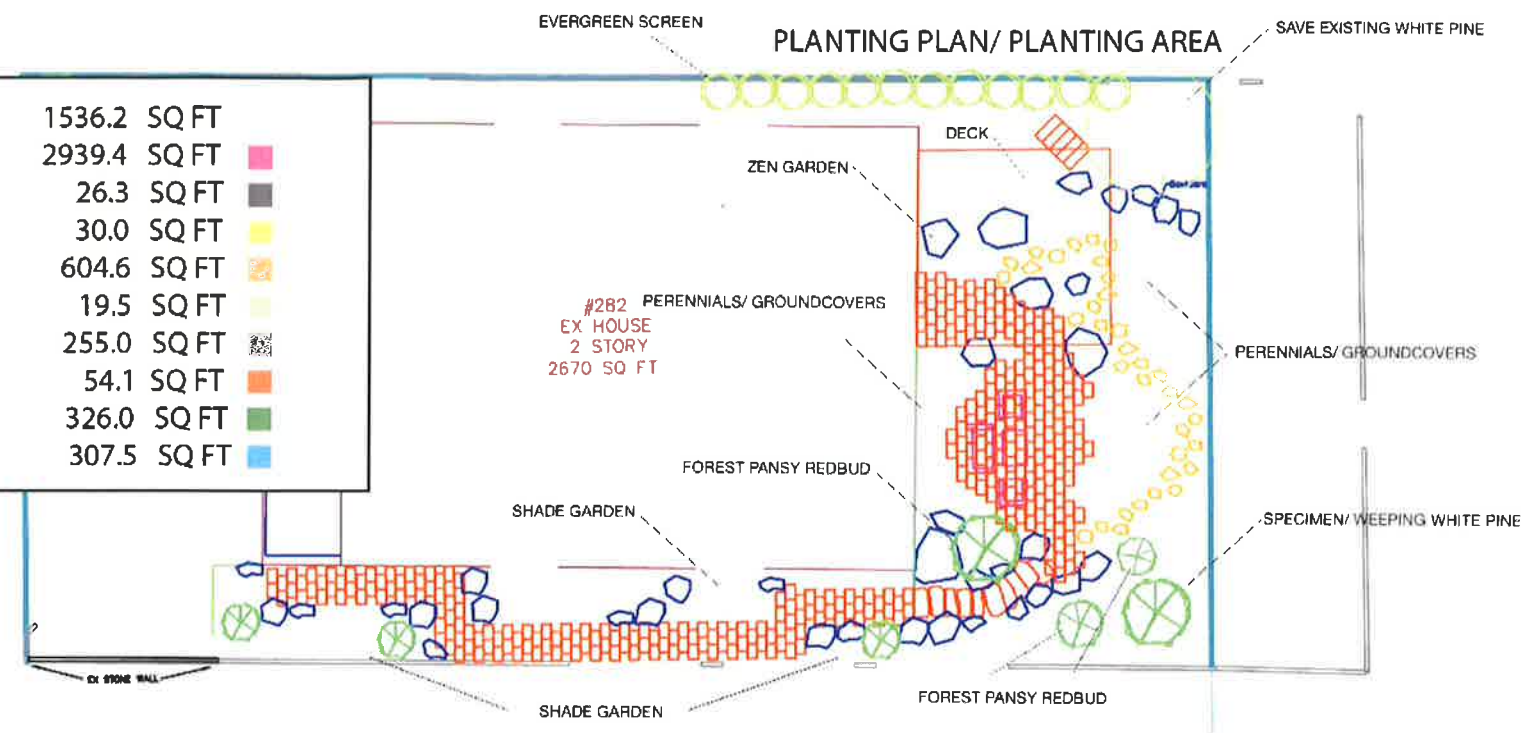 EVERGREEN SCREEN
PLANTING PLAN/ PLANTING AREA
SAVE EXISTING WHITE PINE
1536.2 SQ FT
2939.4 SQ FT
26.3 SQ FT
30.0 SQ FT
604.6 SQ FT
19.5 SQ FT
255.0 SQ FT
54.1 SQ FT
326.0 SQ FT
307.5 SQ FT
DECK
ZEN GARDEN
#282
EX HOUSE
2 STORY
2670 SQ FT
PERENNIALS/ GROUNDCOVERS
PERENNIALS/ GROUNDCOVERS
FOREST PANSY REDBUD
SHADE GARDEN
SPECIMEN/ WEEPING WHITE PINE
EX STONE WALL
SHADE GARDEN
FOREST PANSY REDBUD